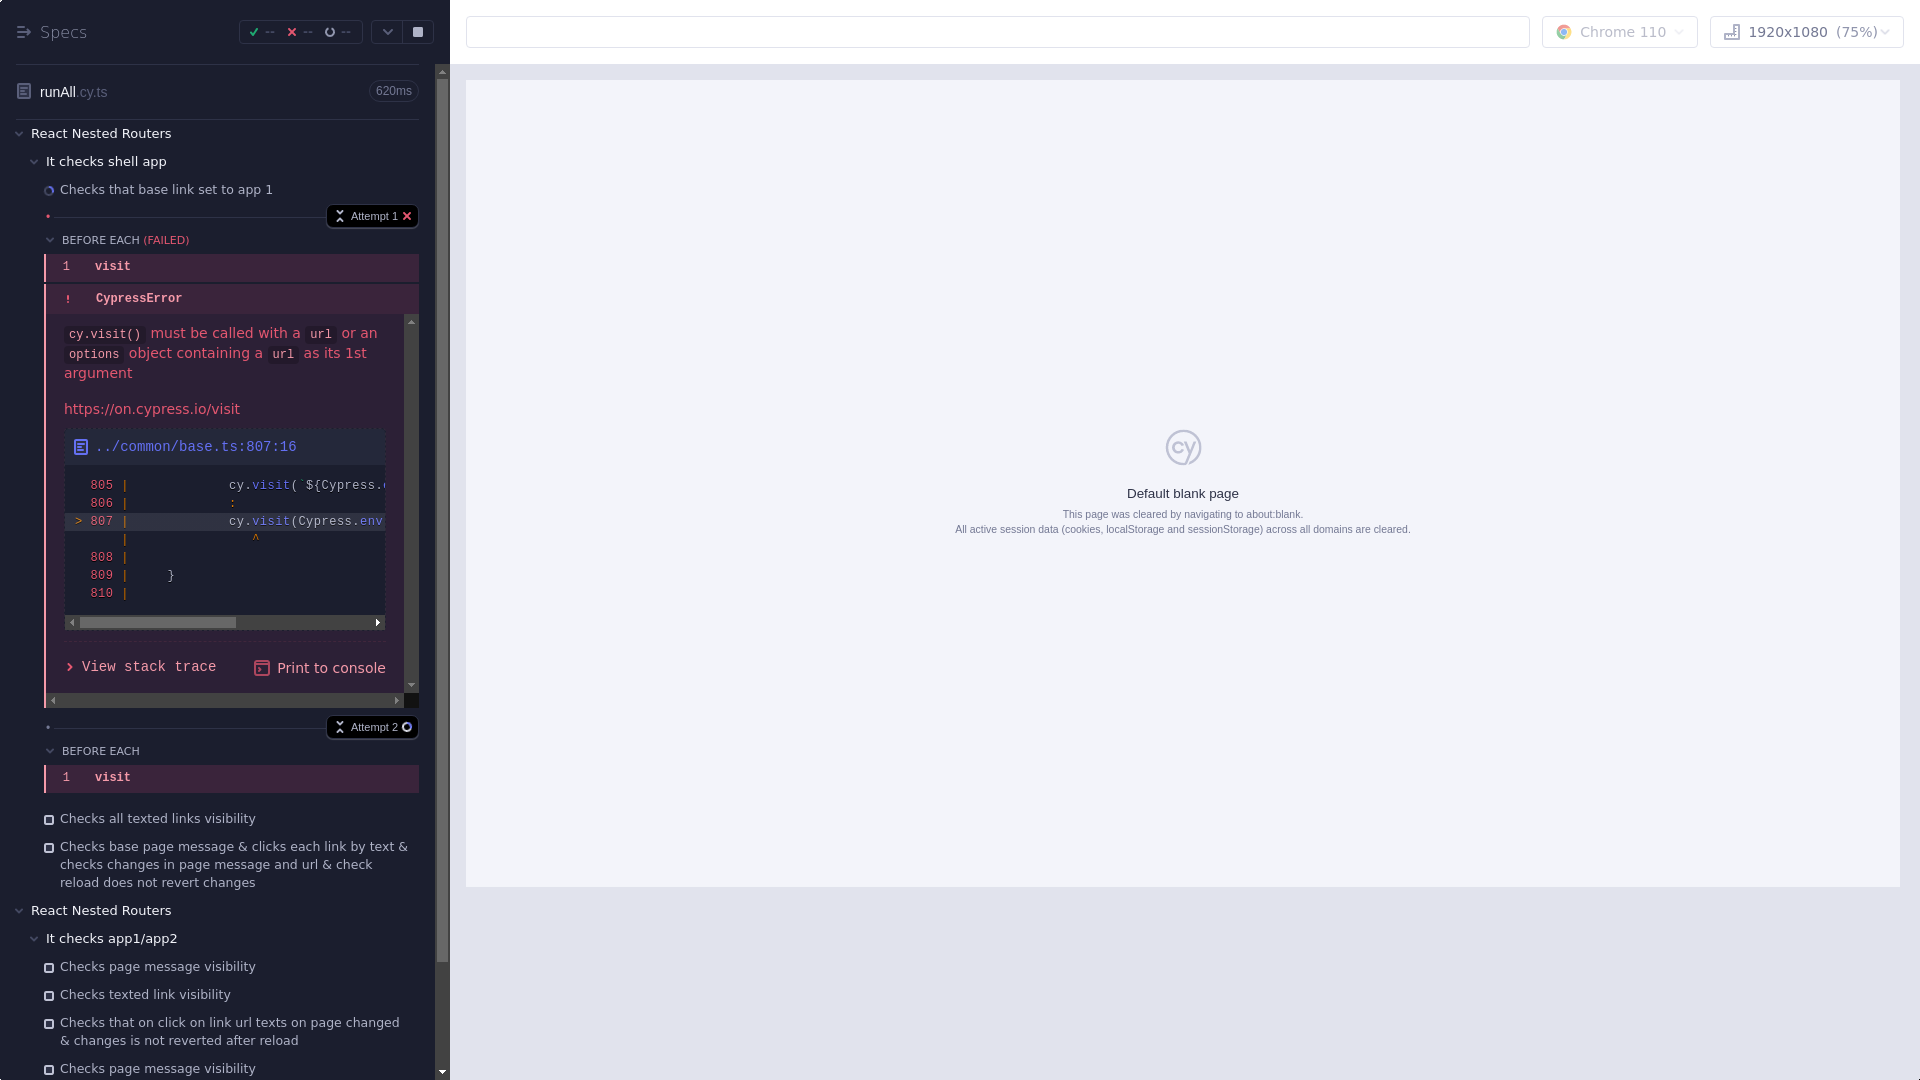 Specs
--
--
--
Chrome 110
1920x1080 (75%)
runAll.cy.ts
620ms
React Nested Routers
It checks shell app
Checks that base link set to app 1
Attempt 1
BEFORE EACH (FAILED)
1 visit
! CypressError
cy.visit() must be called with a url or an
options object containing a url as its 1st
argument
https://on.cypress.io/visit
../common/base.ts:807:16
805 | cy.visit(`${Cypress.
806 | :
> 807 | cy.visit(Cypress.env
| ^
808 |
809 | }
810 |
View stack trace
Print to console
Attempt 2
BEFORE EACH
1 visit
Checks all texted links visibility
Checks base page message & clicks each link by text &
checks changes in page message and url & check
reload does not revert changes
React Nested Routers
It checks app1/app2
Checks page message visibility
Checks texted link visibility
Checks that on click on link url texts on page changed
& changes is not reverted after reload
Checks page message visibility
cy
Default blank page
This page was cleared by navigating to about:blank.
All active session data (cookies, localStorage and sessionStorage) across all domains are cleared.